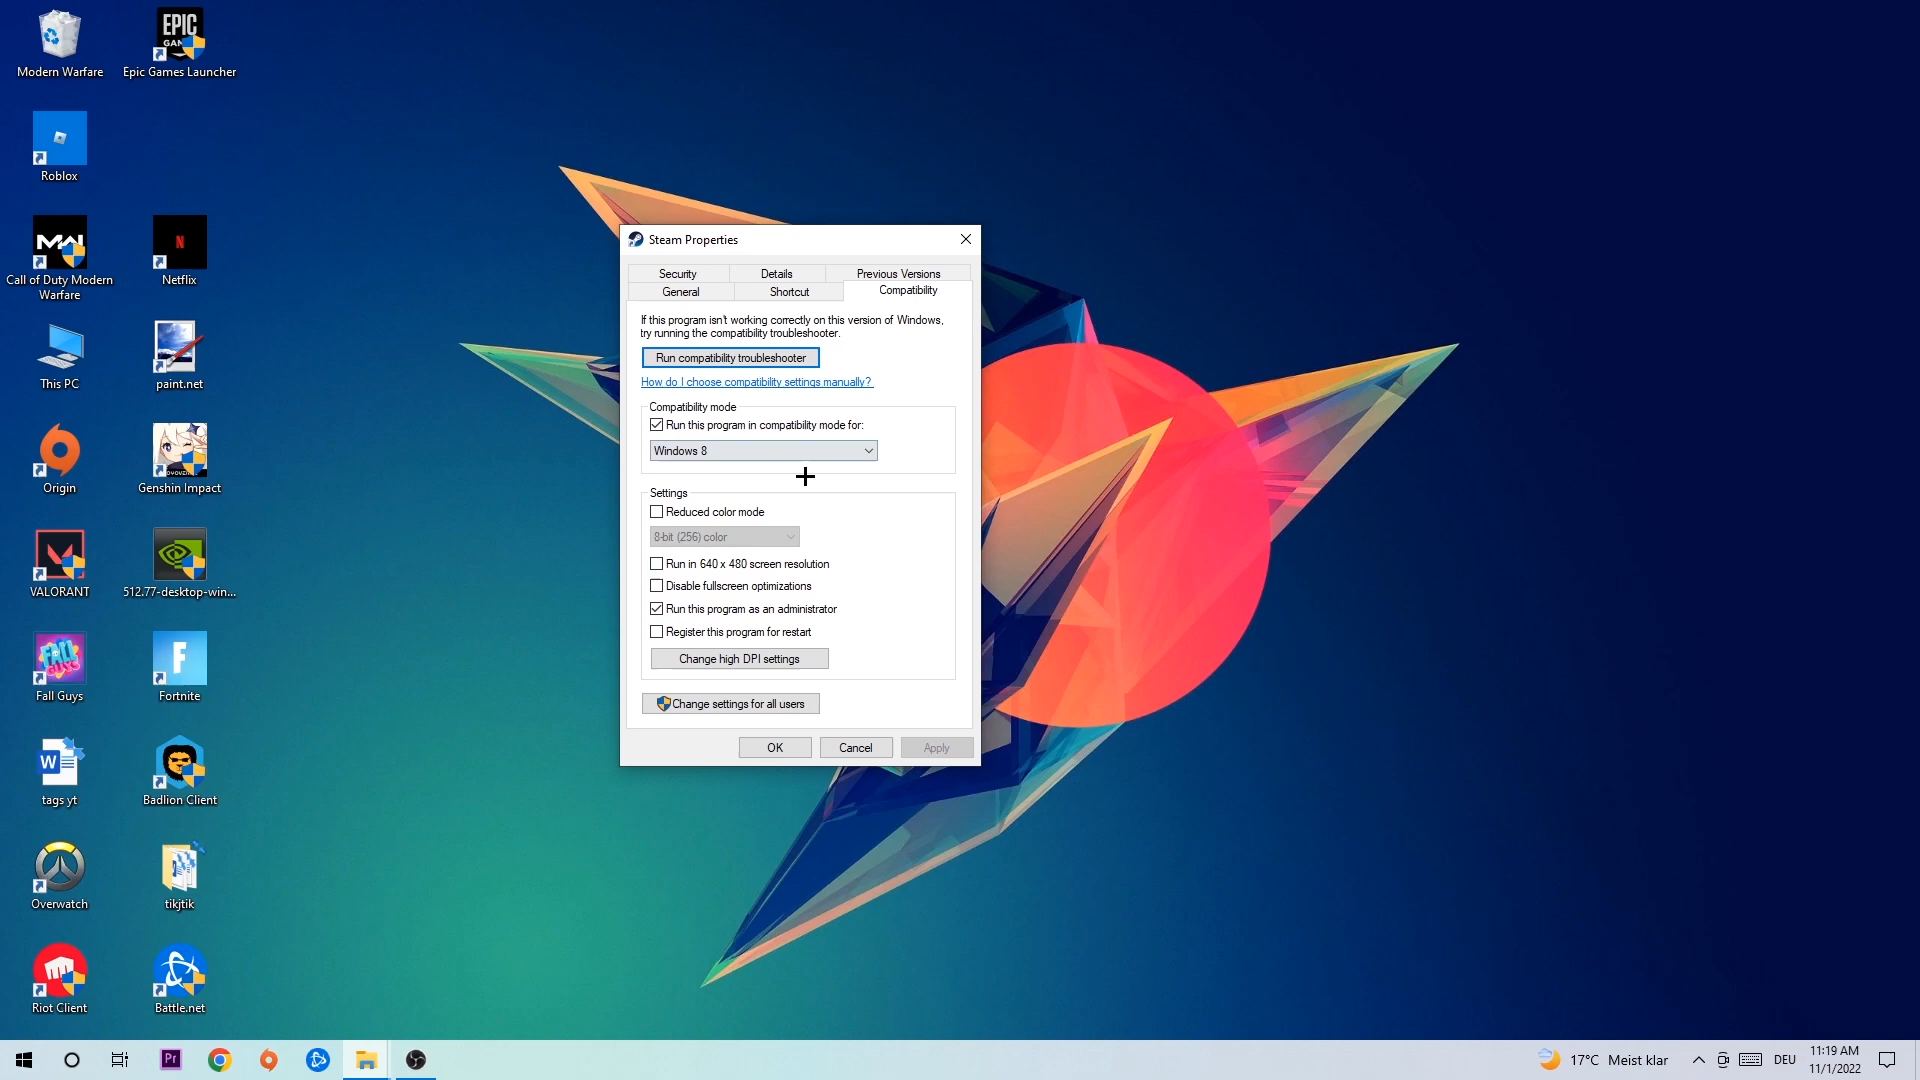 Modern Warfare
EPIC
GAMES
Epic Games Launcher
Roblox
MW
Call of Duty Modern
Warfare
N
Netflix
This PC
paint.net
Origin
Genshin Impact
VALORANT
512.77-desktop-win...
FALL
GUYS
Fall Guys
F
Fortnite
W
tags yt
Badlion Client
Overwatch
tikjtik
Riot Client
Battle.net
Steam Properties
Security
Details
Previous Versions
General
Shortcut
Compatibility
If this program isn't working correctly on this version of Windows,
try running the compatibility troubleshooter.
Run compatibility troubleshooter
How do I choose compatibility settings manually?
Compatibility mode
Run this program in compatibility mode for:
Windows 8
Settings
Reduced color mode
8-bit (256) color
Run in 640 x 480 screen resolution
Disable fullscreen optimizations
Run this program as an administrator
Register this program for restart
Change high DPI settings
Change settings for all users
OK
Cancel
Apply
Pr
17°C Meist klar
DEU
11:19 AM
11/1/2022